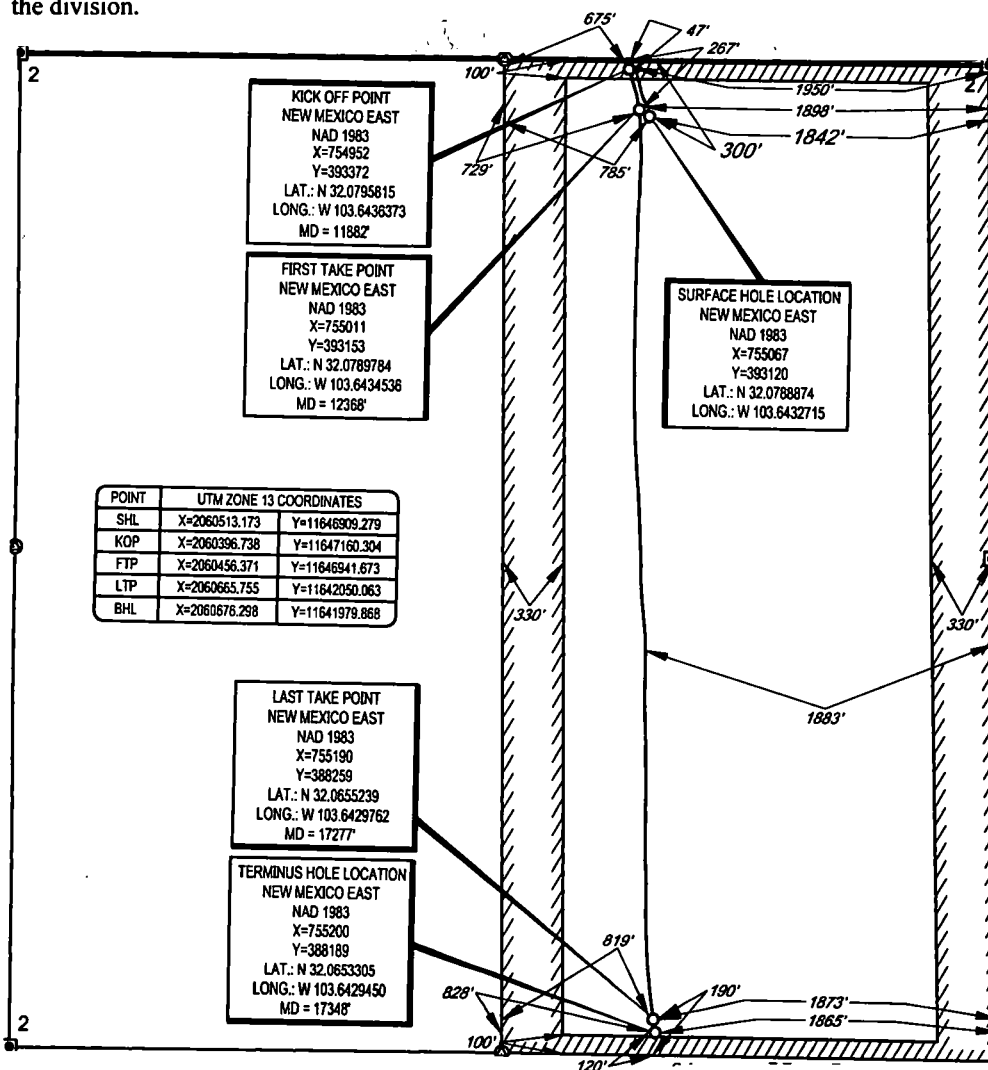 the division.
675'
47'
267'
2
100'
2
1950'
1898'
1842'
300'
729'
785'
KICK OFF POINT
NEW MEXICO EAST
NAD 1983
X=754952
Y=393372
LAT.: N 32.0795815
LONG.: W 103.6436373
MD = 11882'
FIRST TAKE POINT
NEW MEXICO EAST
NAD 1983
X=755011
Y=393153
LAT.: N 32.0789784
LONG.: W 103.6434536
MD = 12368'
SURFACE HOLE LOCATION
NEW MEXICO EAST
NAD 1983
X=755067
Y=393120
LAT.: N 32.0788874
LONG.: W 103.6432715
POINT UTM ZONE 13 COORDINATES
SHL X=2060513.173 Y=11646909.279
KOP X=2060396.738 Y=11647160.304
FTP X=2060456.371 Y=11646941.673
LTP X=2060665.755 Y=11642050.063
BHL X=2060676.298 Y=11641979.868
330'
330'
1883'
LAST TAKE POINT
NEW MEXICO EAST
NAD 1983
X=755190
Y=388259
LAT.: N 32.0655239
LONG.: W 103.6429762
MD = 17277'
TERMINUS HOLE LOCATION
NEW MEXICO EAST
NAD 1983
X=755200
Y=388189
LAT.: N 32.0653305
LONG.: W 103.6429450
MD = 17348'
819'
828'
190'
1873'
1865'
2
100'
120'